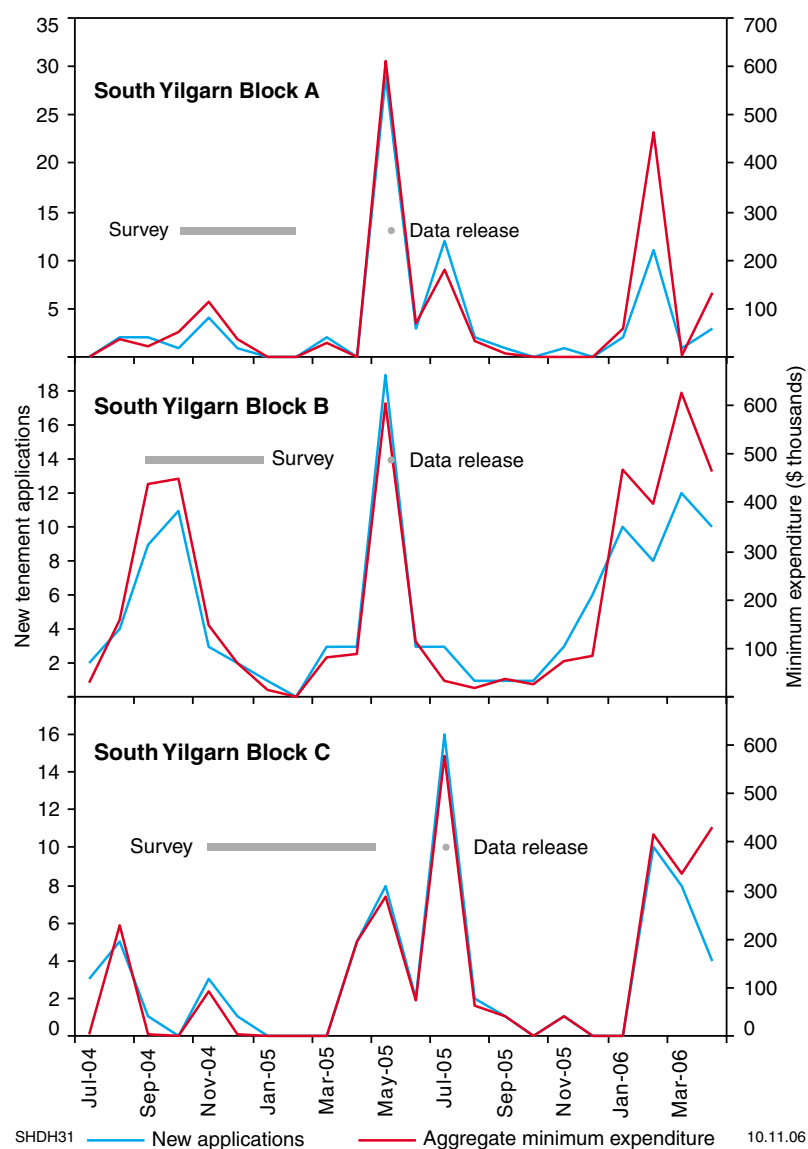 35
30
25
20
15
10
5
700
600
500
400
300
200
100
South Yilgarn Block A
Survey
Data release
18
16
14
12
10
8
6
4
2
600
500
400
300
200
100
South Yilgarn Block B
Survey
Data release
New tenement applications
Minimum expenditure ($ thousands)
16
14
12
10
8
6
4
2
0
600
500
400
300
200
100
0
South Yilgarn Block C
Survey
Data release
Jul-04
Sep-04
Nov-04
Jan-05
Mar-05
May-05
Jul-05
Sep-05
Nov-05
Jan-06
Mar-06
SHDH31
New applications
Aggregate minimum expenditure
10.11.06